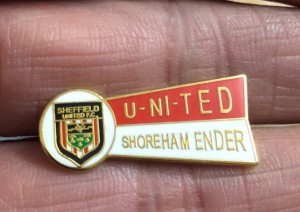 SHEFFIELD
UNITED F.C.
U-NI-TED
SHOREHAM ENDER